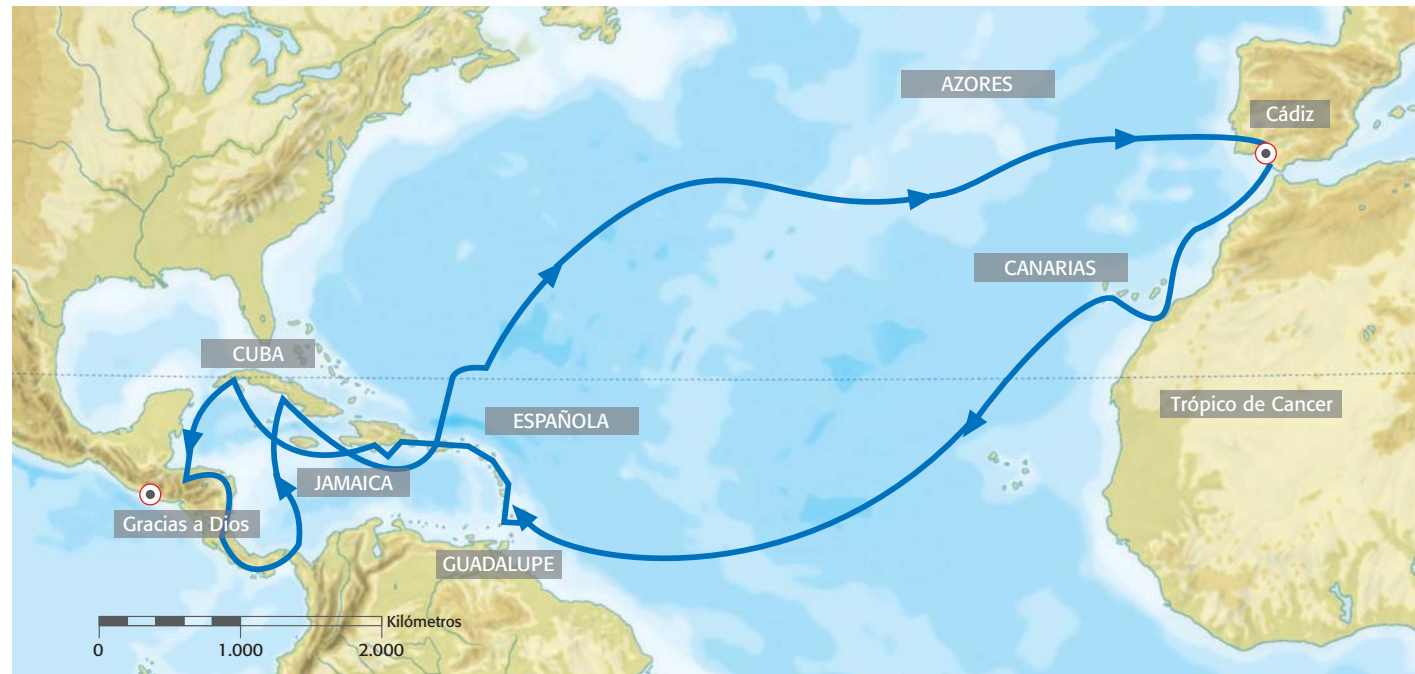 AZORES
Cádiz
CANARIAS
CUBA
Trópico de Cancer
ESPAÑOLA
JAMAICA
Gracias a Dios
GUADALUPE
Kilómetros
0 1.000 2.000